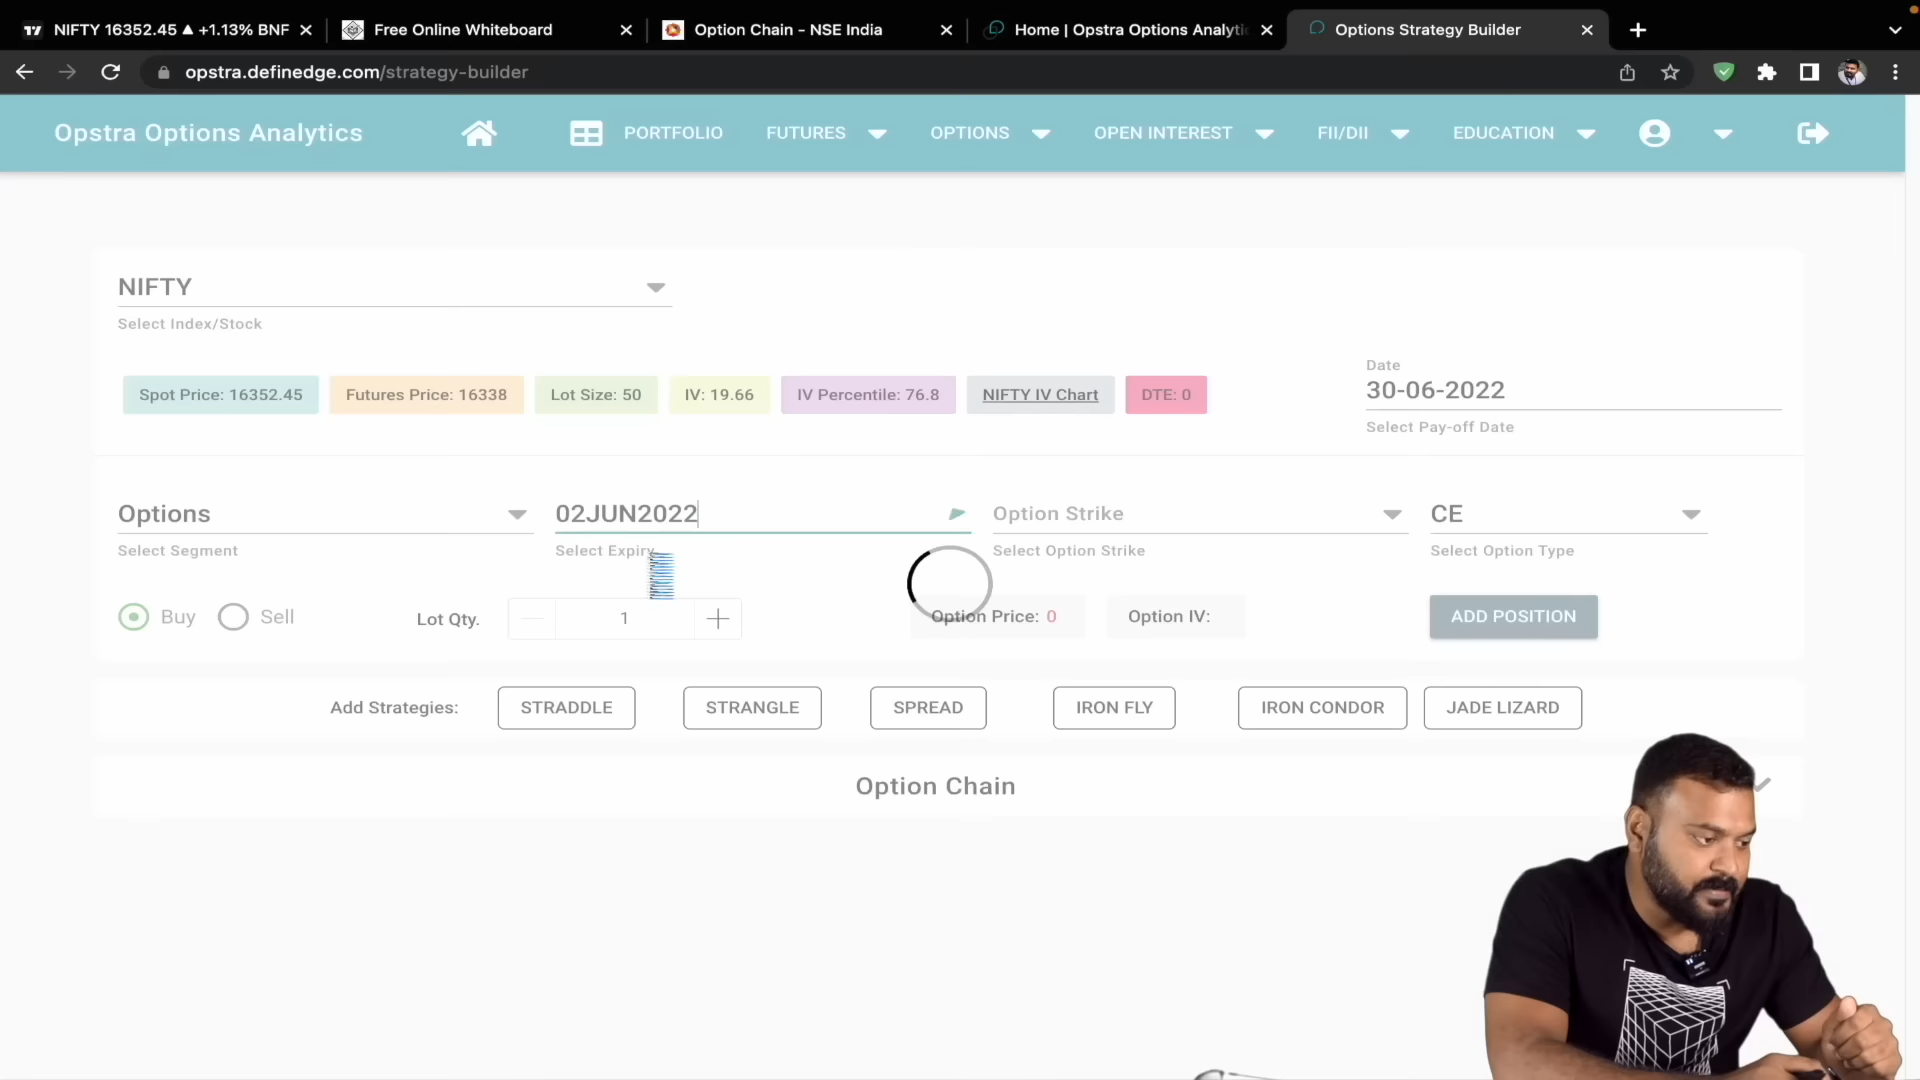 NIFTY 16352.45 ▲ +1.13% BNF
Free Online Whiteboard
Option Chain - NSE India
Home | Opstra Options Analytic
Options Strategy Builder
opstra.definedge.com/strategy-builder
Opstra Options Analytics
PORTFOLIO
FUTURES
OPTIONS
OPEN INTEREST
FII/DII
EDUCATION
NIFTY
Select Index/Stock
Spot Price: 16352.45
Futures Price: 16338
Lot Size: 50
IV: 19.66
IV Percentile: 76.8
NIFTY IV Chart
DTE: 0
Date
30-06-2022
Select Pay-off Date
Options
Select Segment
02JUN2022
Select Expiry
Option Strike
Select Option Strike
CE
Select Option Type
Buy
Sell
Lot Qty.
1
Option Price: 0
Option IV:
ADD POSITION
Add Strategies:
STRADDLE
STRANGLE
SPREAD
IRON FLY
IRON CONDOR
JADE LIZARD
Option Chain